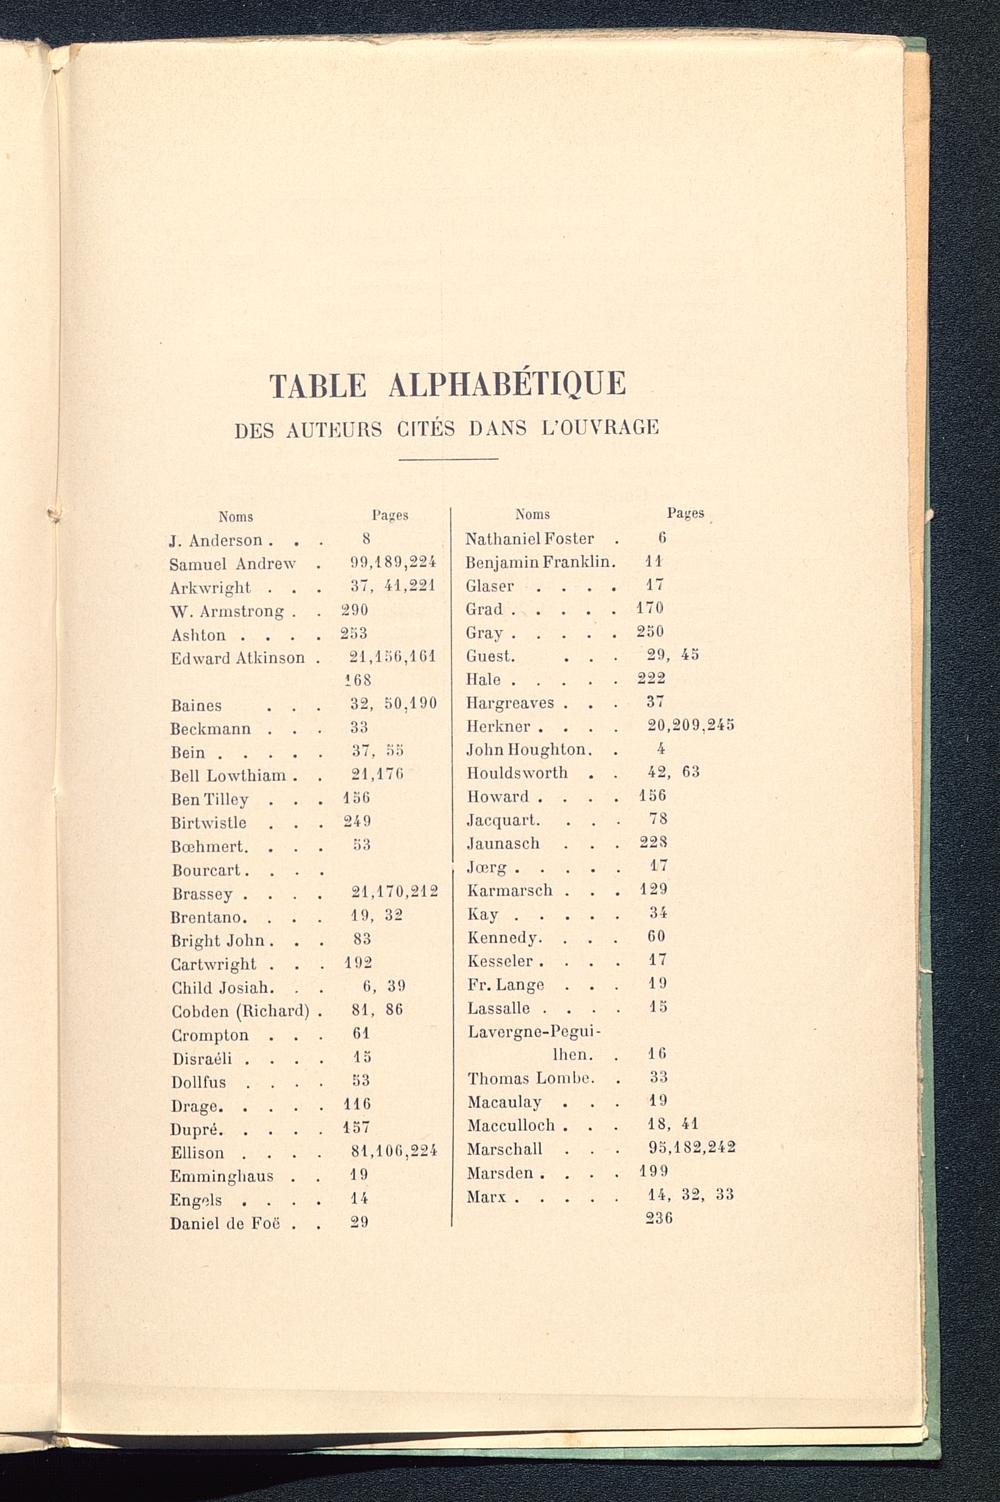 TABLE ALPHABÉTIQUE
DES AUTEURS CITÉS DANS L'OUVRAGE
Noms Pages
J. Anderson . . . 8
Samuel Andrew . 99,189,224
Arkwright . . . 37, 41,221
W. Armstrong . . 290
Ashton . . . . 253
Edward Atkinson . 21,156,161
168
Baines . . . 32, 50,190
Beckmann . . . 33
Bein . . . . . 37, 55
Bell Lowthiam . . 21,176
Ben Tilley . . . 156
Birtwistle . . . 249
Bœhmert. . . . 53
Bourcart . . . .
Brassey . . . . 21,170,212
Brentano. . . . 19, 32
Bright John . . . 83
Cartwright . . . 192
Child Josiah. . . 6, 39
Cobden (Richard) . 81, 86
Crompton . . . 61
Disraéli . . . . 15
Dollfus . . . . 53
Drage. . . . . 116
Dupré. . . . . 157
Ellison . . . . 81,106,224
Emminghaus . . 19
Engels . . . . 14
Daniel de Foë . . 29
Noms Pages
Nathaniel Foster . 6
Benjamin Franklin. 11
Glaser . . . . 17
Grad . . . . . 170
Gray . . . . . 250
Guest. . . . 29, 45
Hale . . . . . 222
Hargreaves . . . 37
Herkner . . . . 20,209,245
John Houghton. . 4
Houldsworth . . 42, 63
Howard . . . . 156
Jacquart. . . . 78
Jaunasch . . . 228
Jœrg . . . . . 17
Karmarsch . . . 129
Kay . . . . . 34
Kennedy. . . . 60
Kesseler . . . . 17
Fr. Lange . . . 19
Lassalle . . . . 15
Lavergne-Pegui-
lhen. . 16
Thomas Lombe. . 33
Macaulay . . . 19
Macculloch . . . 18, 41
Marschall . . . 95,182,242
Marsden . . . . 199
Marx . . . . . 14, 32, 33
236